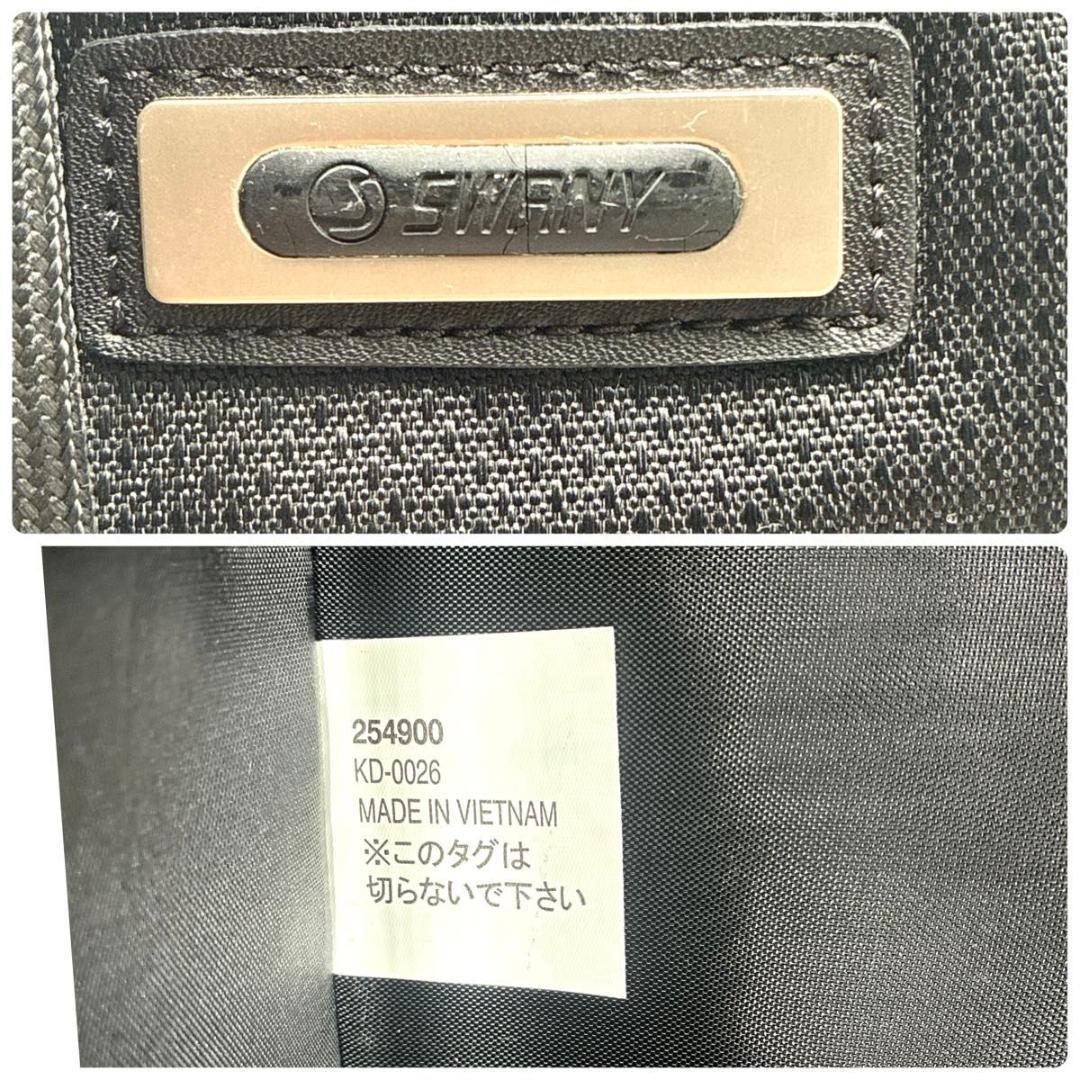 SWANY
254900
KD-0026
MADE IN VIETNAM
※このタグは
切らないで下さい